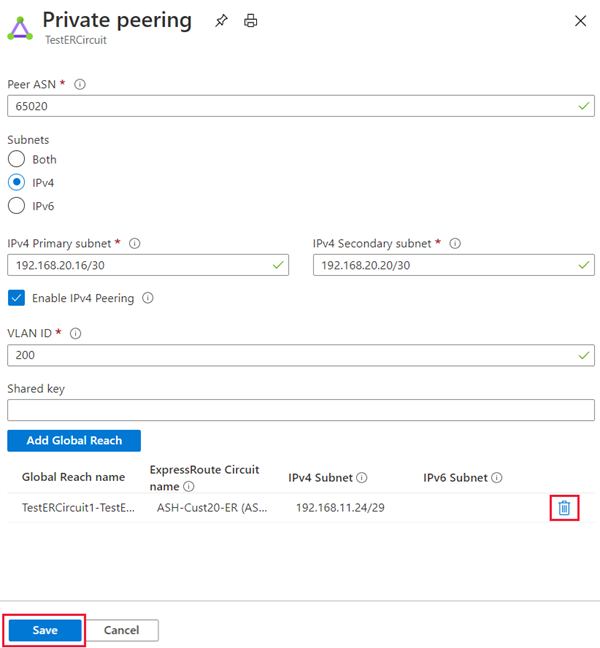 Private peering
TestERCircuit
Peer ASN *
65020
Subnets
Both
IPv4
IPv6
IPv4 Primary subnet * IPv4 Secondary subnet *
192.168.20.16/30 192.168.20.20/30
Enable IPv4 Peering
VLAN ID *
200
Shared key
Add Global Reach
Global Reach name ExpressRoute Circuit name IPv4 Subnet IPv6 Subnet
TestERCircuit1-TestE... ASH-Cust20-ER (AS... 192.168.11.24/29
Save Cancel